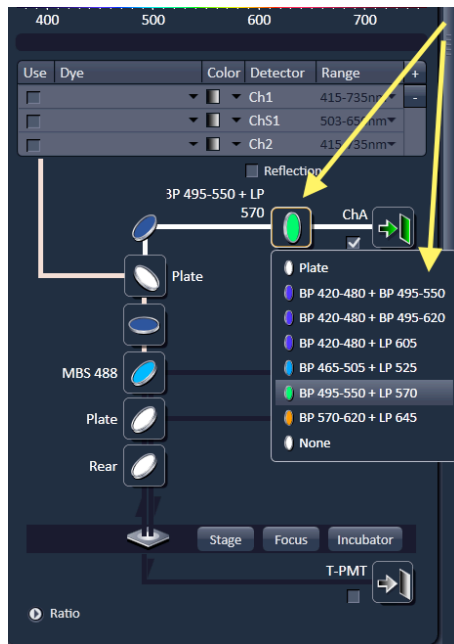 400 500 600 700
Use Dye Color Detector Range +
Ch1 415-735nm -
ChS1 503-65 nm
Ch2 415-735nm
Reflection
3P 495-550 + LP
570
ChA
Plate
Plate
BP 420-480 + BP 495-550
BP 420-480 + BP 495-620
BP 420-480 + LP 605
BP 465-505 + LP 525
MBS 488
BP 495-550 + LP 570
Plate
BP 570-620 + LP 645
None
Rear
Stage Focus Incubator
T-PMT
Ratio